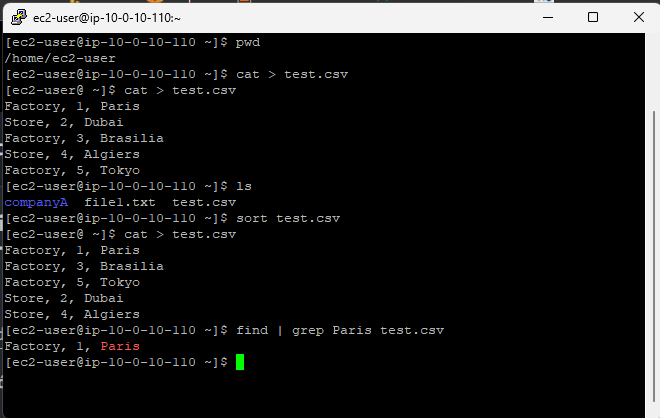 ec2-user@ip-10-0-10-110:~
[ec2-user@ip-10-0-10-110 ~]$ pwd
/home/ec2-user
[ec2-user@ip-10-0-10-110 ~]$ cat > test.csv
[ec2-user@ ~]$ cat > test.csv
Factory, 1, Paris
Store, 2, Dubai
Factory, 3, Brasilia
Store, 4, Algiers
Factory, 5, Tokyo
[ec2-user@ip-10-0-10-110 ~]$ ls
companyA  file1.txt  test.csv
[ec2-user@ip-10-0-10-110 ~]$ sort test.csv
[ec2-user@ ~]$ cat > test.csv
Factory, 1, Paris
Factory, 3, Brasilia
Factory, 5, Tokyo
Store, 2, Dubai
Store, 4, Algiers
[ec2-user@ip-10-0-10-110 ~]$ find | grep Paris test.csv
Factory, 1, Paris
[ec2-user@ip-10-0-10-110 ~]$